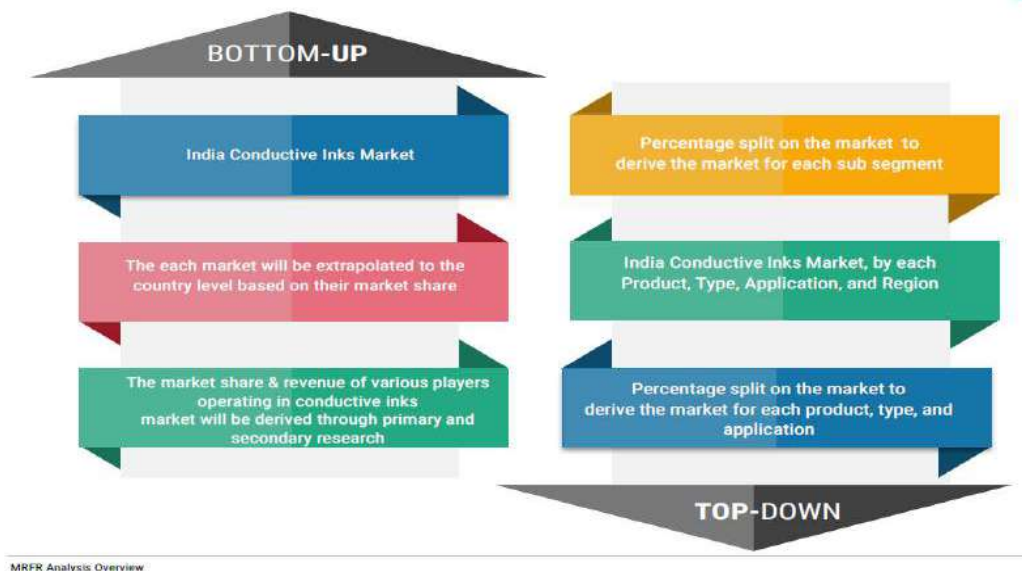 BOTTOM-UP
India Conductive Inks Market
The each market will be extrapolated to the
country level based on their market share
The market share & revenue of various players
operating in conductive inks
market will be derived through primary and
secondary research
Percentage split on the market to
derive the market for each sub segment
India Conductive Inks Market, by each
Product, Type, Application, and Region
Percentage split on the market to
derive the market for each product, type, and
application
TOP-DOWN
MRFR Analysis Overview